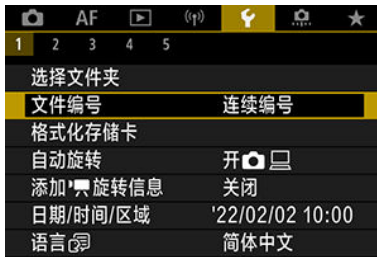 AF
1 2 3 4 5
选择文件夹
文件编号 连续编号
格式化存储卡
自动旋转 开
添加旋转信息 关闭
日期/时间/区域 '22/02/02 10:00
语言 简体中文